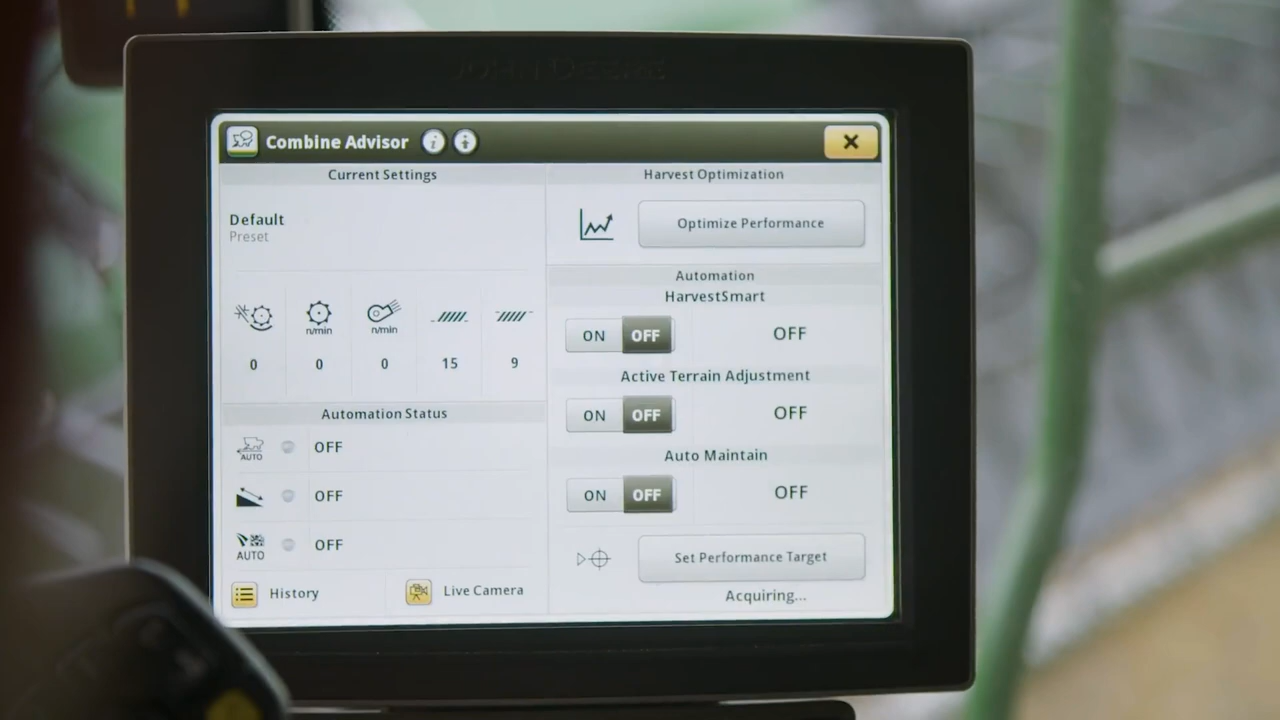 JOHN DEERE
Combine Advisor
Current Settings
Default
Preset
n/min
n/min
0
0
0
15
9
Automation Status
AUTO
OFF
OFF
AUTO
OFF
History
Live Camera
Harvest Optimization
Optimize Performance
Automation
HarvestSmart
ON OFF
OFF
Active Terrain Adjustment
ON OFF
OFF
Auto Maintain
ON OFF
OFF
Set Performance Target
Acquiring...